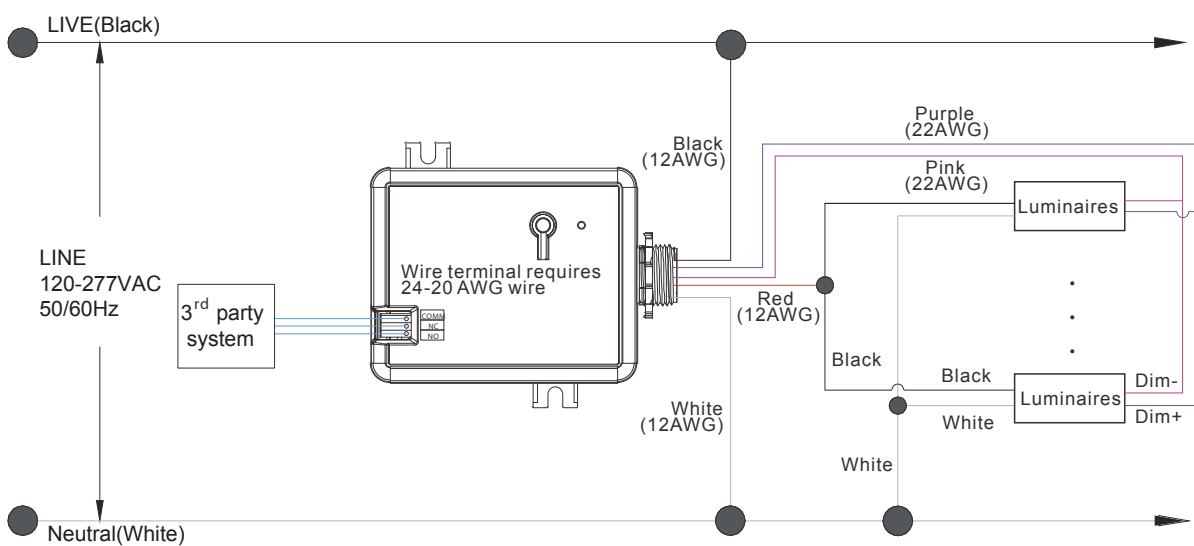 LIVE(Black)
Purple
(22AWG)
Black
(12AWG)
Pink
(22AWG)
Luminaires
LINE
120-277VAC
50/60Hz
Wire terminal requires
24-20 AWG wire
3rd party
system
COMM
NC
NO
Red
(12AWG)
Black
Black
Luminaires
Dim-
Dim+
White
(12AWG)
White
White
Neutral(White)